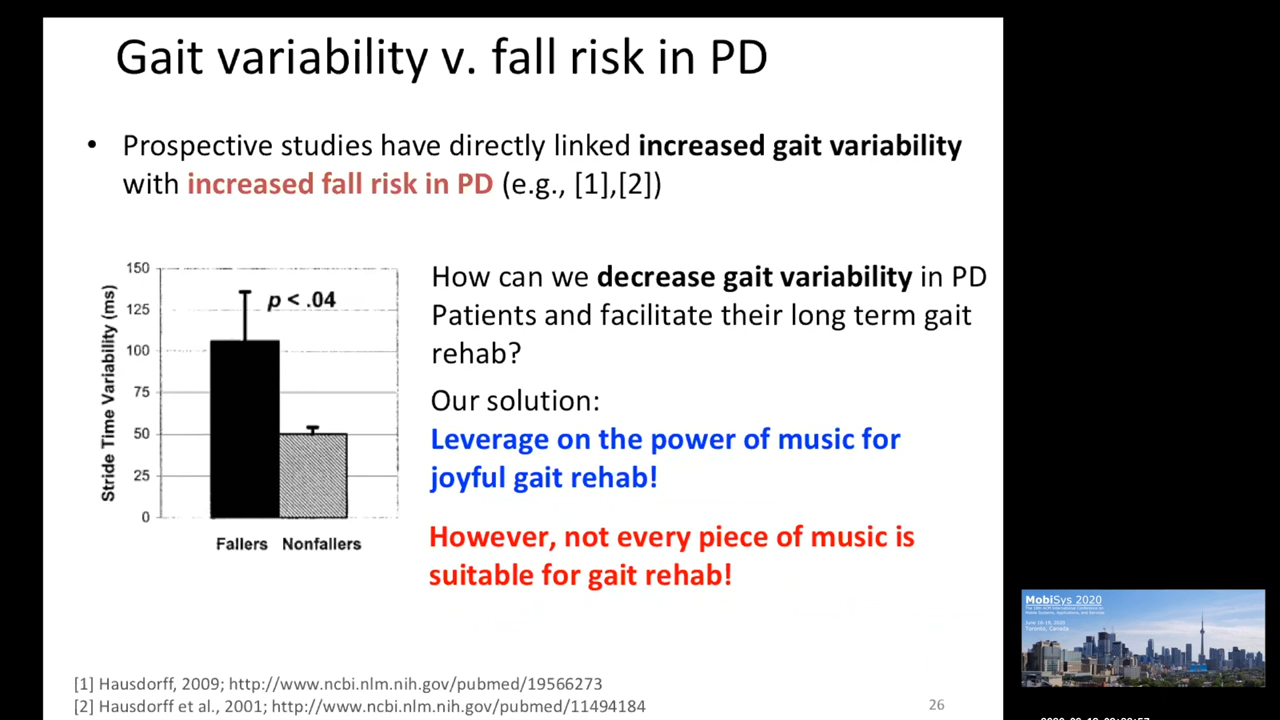 Gait variability v. fall risk in PD
• Prospective studies have directly linked increased gait variability
with increased fall risk in PD (e.g., [1],[2])
150
125
100
75
50
25
0
Stride Time Variability (ms)
p < .04
Fallers Nonfallers
How can we decrease gait variability in PD
Patients and facilitate their long term gait
rehab?
Our solution:
Leverage on the power of music for
joyful gait rehab!
However, not every piece of music is
suitable for gait rehab!
[1] Hausdorff, 2009; http://www.ncbi.nlm.nih.gov/pubmed/19566273
[2] Hausdorff et al., 2001; http://www.ncbi.nlm.nih.gov/pubmed/11494184
26
MobiSys 2020
June 16-19, 2020
Toronto, Canada